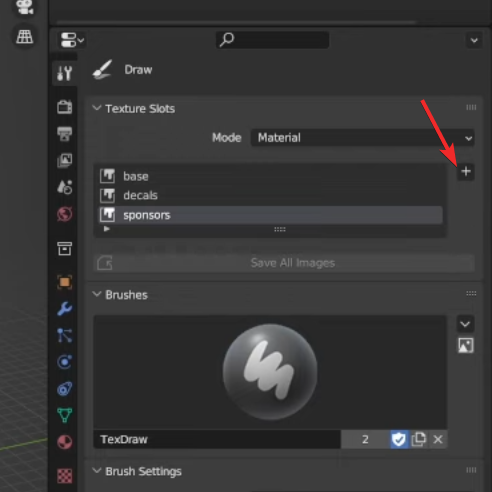 Draw
Texture Slots
Mode Material
base
decals
sponsors
Save All Images
Brushes
TexDraw 2
Brush Settings